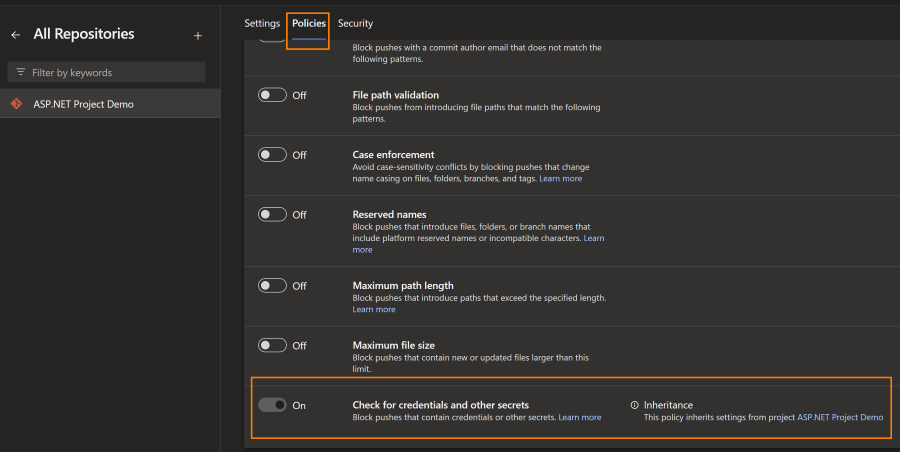 All Repositories
+
Filter by keywords
ASP.NET Project Demo
Settings Policies Security
Block pushes with a commit author email that does not match the
following patterns.
Off File path validation
Block pushes from introducing file paths that match the following
patterns.
Off Case enforcement
Avoid case-sensitivity conflicts by blocking pushes that change
name casing on files, folders, branches, and tags. Learn more
Off Reserved names
Block pushes that introduce files, folders, or branch names that
include platform reserved names or incompatible characters. Learn
more
Off Maximum path length
Block pushes that introduce paths that exceed the specified length.
Learn more
Off Maximum file size
Block pushes that contain new or updated files larger than this
limit.
On Check for credentials and other secrets
Block pushes that contain credentials or other secrets. Learn more
Inheritance
This policy inherits settings from project ASP.NET Project Demo